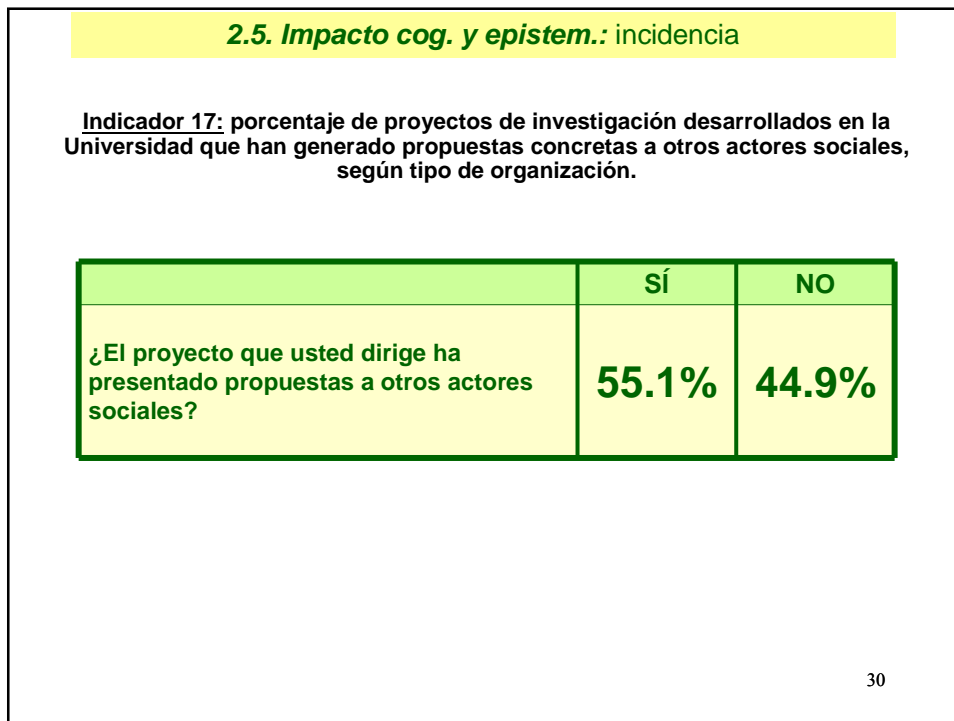 2.5. Impacto cog. y epistem.: incidencia
Indicador 17: porcentaje de proyectos de investigación desarrollados en la
Universidad que han generado propuestas concretas a otros actores sociales,
según tipo de organización.
SÍ NO
¿El proyecto que usted dirige ha
presentado propuestas a otros actores
sociales?
55.1% 44.9%
30